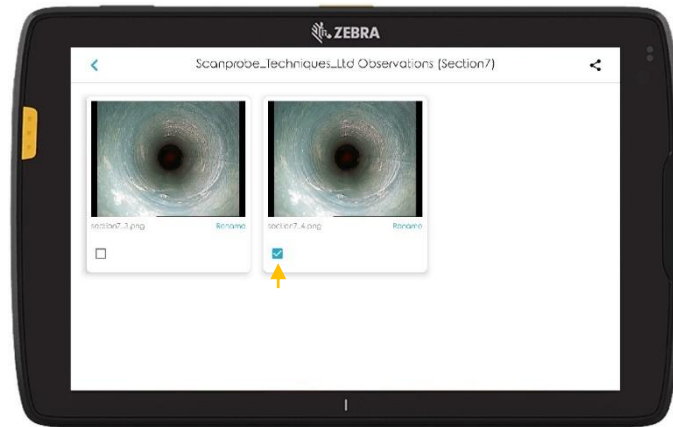 ZEBRA
Scanprobe_Techniques_Ltd Observations (Section7)
section7_3.png Rename
section7_4.png Rename